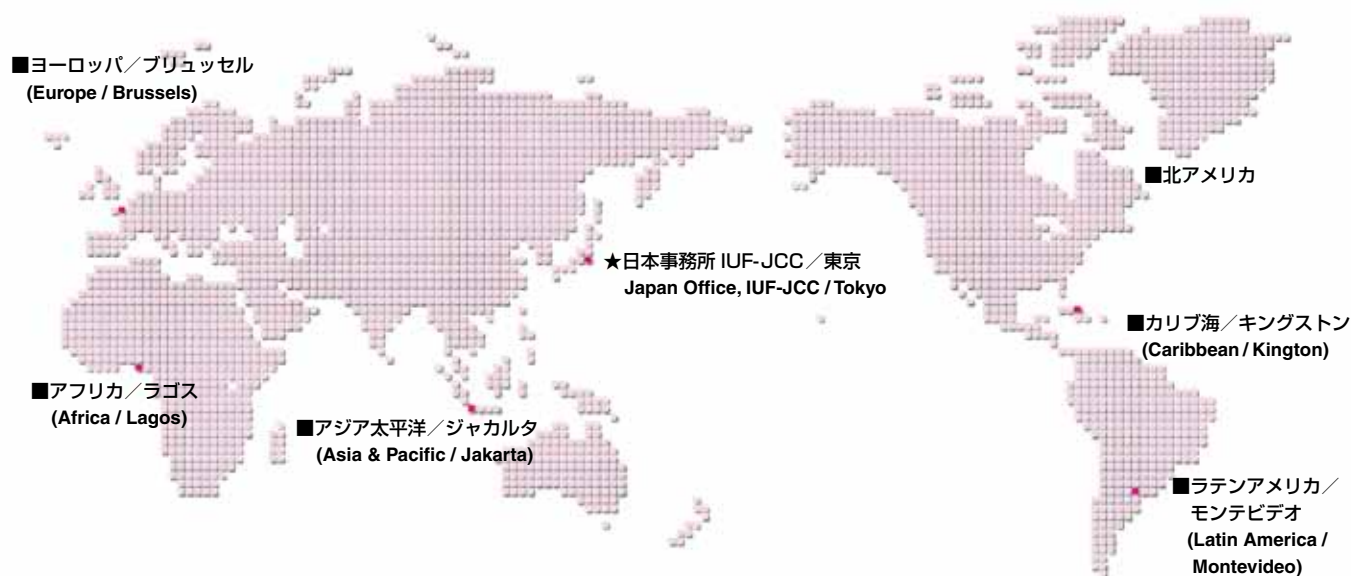 ■ヨーロッパ／ブリュッセル
(Europe / Brussels)
■北アメリカ
★日本事務所 IUF-JCC／東京
Japan Office, IUF-JCC / Tokyo
■カリブ海／キングストン
(Caribbean / Kington)
■アフリカ／ラゴス
(Africa / Lagos)
■アジア太平洋／ジャカルタ
(Asia & Pacific / Jakarta)
■ラテンアメリカ／
モンテビデオ
(Latin America /
Montevideo)